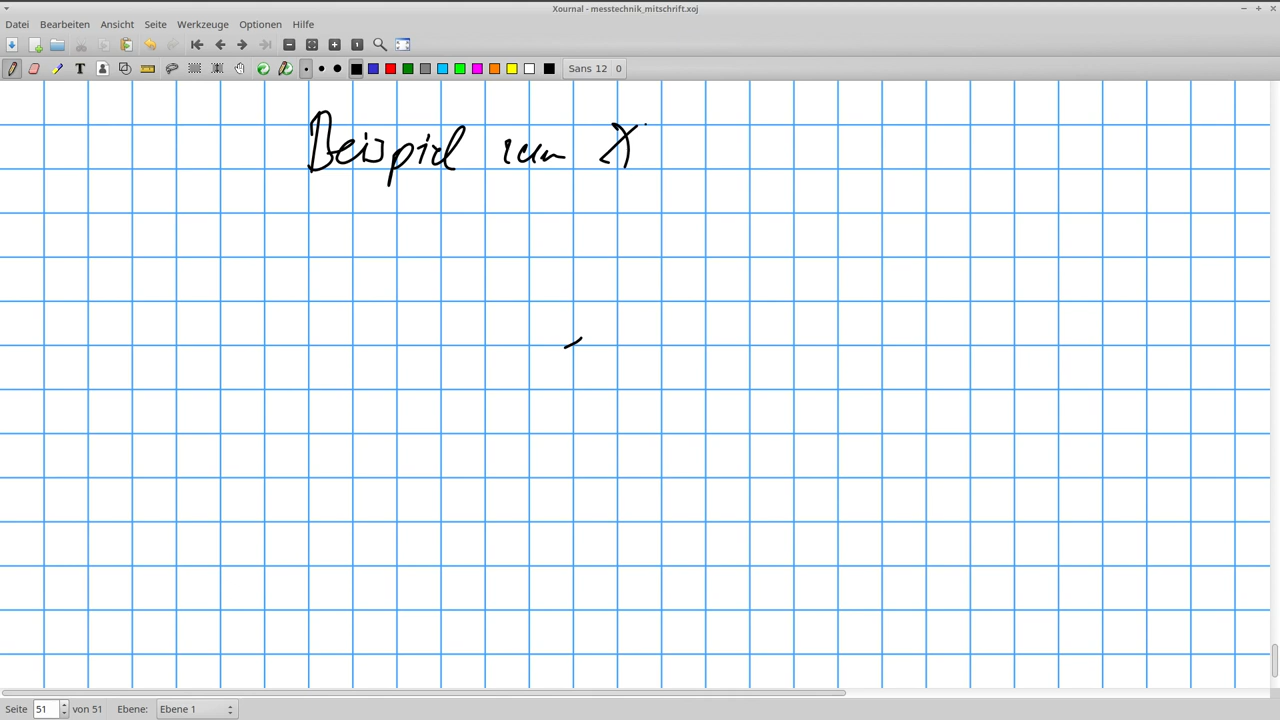 Xournal - messtechnik_mitschrift.xoj
Datei Bearbeiten Ansicht Seite Werkzeuge Optionen Hilfe
Sans 12 0
Beispiel zum X
Seite 51 von 51 Ebene: Ebene 1